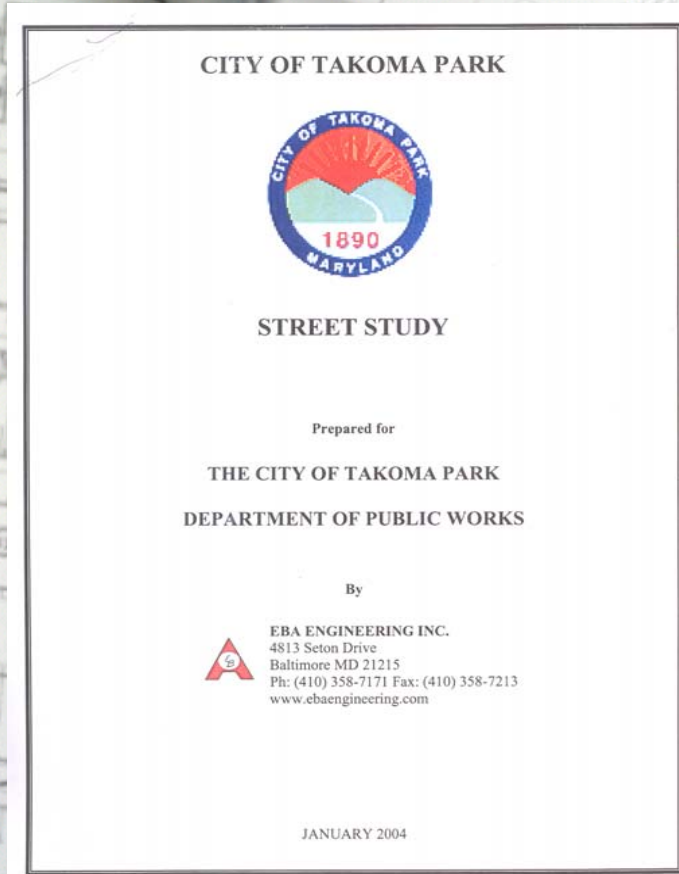 CITY OF TAKOMA PARK
CITY OF TAKOMA PARK
1890
MARYLAND
STREET STUDY
Prepared for
THE CITY OF TAKOMA PARK
DEPARTMENT OF PUBLIC WORKS
By
EBA ENGINEERING INC.
4813 Seton Drive
Baltimore MD 21215
Ph: (410) 358-7171 Fax: (410) 358-7213
www.ebaengineering.com
JANUARY 2004